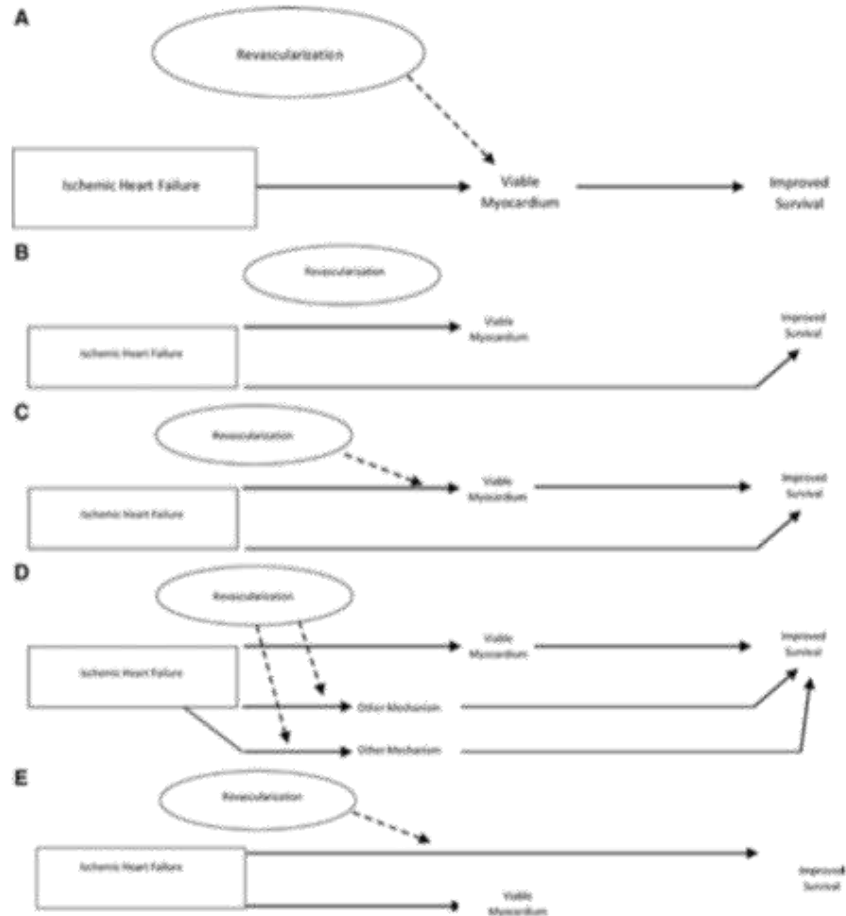 A
Revascularization
Ischemic Heart Failure
Viable
Myocardium
Improved
Survival
B
Revascularization
Ischemic Heart Failure
Viable
Myocardium
Improved
Survival
C
Revascularization
Ischemic Heart Failure
Viable
Myocardium
Improved
Survival
D
Revascularization
Ischemic Heart Failure
Viable
Myocardium
Improved
Survival
Other Mechanism
Other Mechanism
E
Revascularization
Ischemic Heart Failure
Improved
Survival
Viable
Myocardium